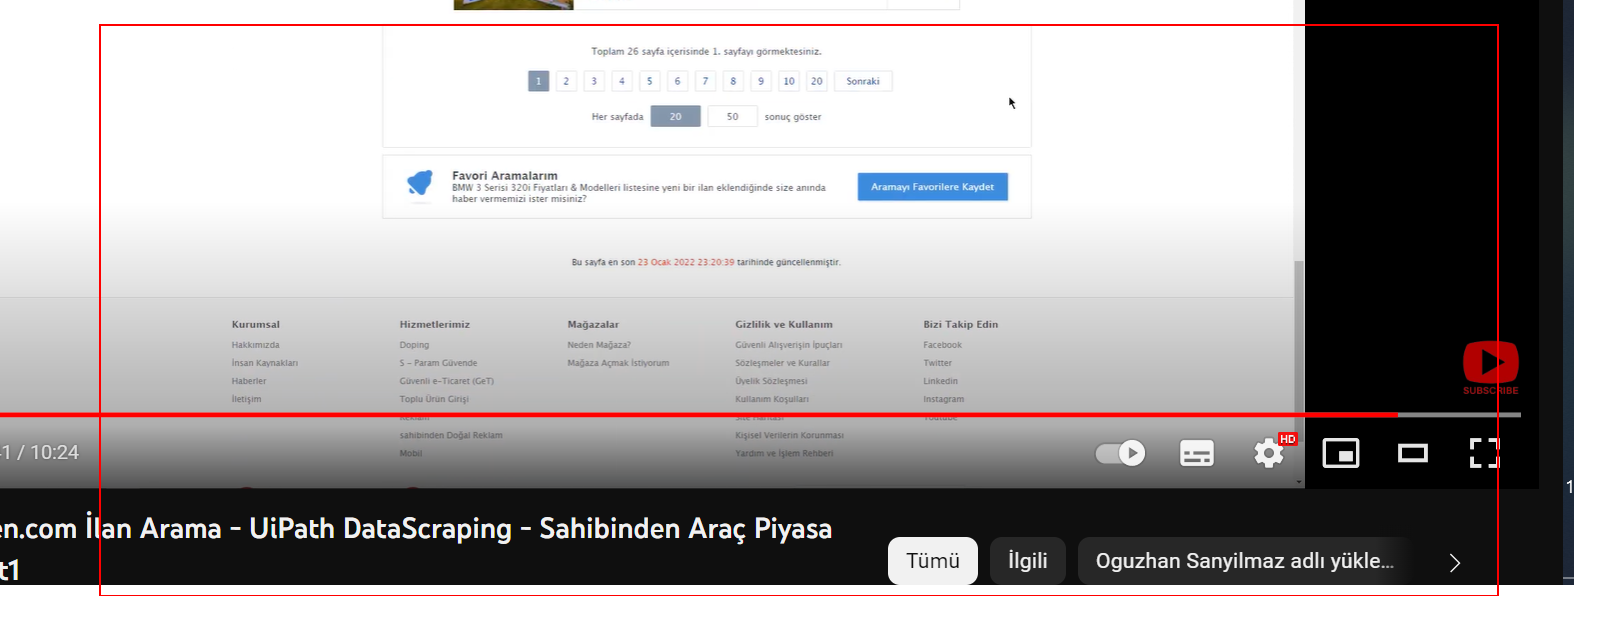 Toplam 26 sayfa içerisinde 1. sayfayı görmektesiniz.
1 2 3 4 5 6 7 8 9 10 20 Sonraki
Her sayfada 20 50 sonuç göster
Favori Aramalarım
BMW 3 Serisi 320i Fiyatları & Modelleri listesine yeni bir ilan eklendiğinde size anında
haber vermemizi ister misiniz?
Aramayı Favorilere Kaydet
Bu sayfa en son 23 Ocak 2022 23:20:39 tarihinde güncellenmiştir.
Kurumsal
Hakkımızda
İnsan Kaynakları
Haberler
İletişim
Hizmetlerimiz
Doping
S - Param Güvende
Güvenli e-Ticaret (GeT)
Toplu Ürün Girişi
Reklam
sahibinden Doğal Reklam
Mobil
Mağazalar
Neden Mağaza?
Mağaza Açmak İstiyorum
Gizlilik ve Kullanım
Güvenli Alışverişin İpuçları
Sözleşmeler ve Kurallar
Üyelik Sözleşmesi
Kullanım Koşulları
Kişisel Verilerin Korunması
Yardım ve İşlem Rehberi
Bizi Takip Edin
Facebook
Twitter
Linkedin
Instagram
Youtube
SUBSCRIBE
1 / 10:24
HD
en.com İlan Arama - UiPath DataScraping - Sahibinden Araç Piyasa
t1
Tümü İlgili Oguzhan Sanyilmaz adlı yükle...
1